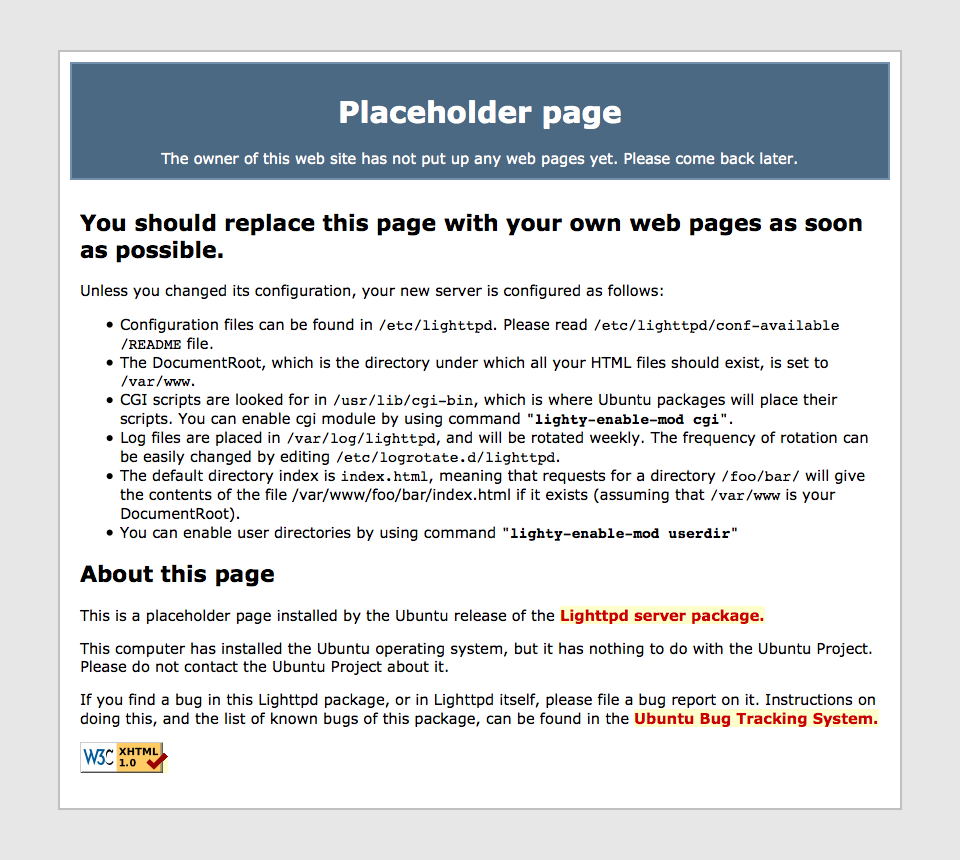 Placeholder page
The owner of this web site has not put up any web pages yet. Please come back later.
You should replace this page with your own web pages as soon
as possible.
Unless you changed its configuration, your new server is configured as follows:
• Configuration files can be found in /etc/lighttpd. Please read /etc/lighttpd/conf-available
/README file.
• The DocumentRoot, which is the directory under which all your HTML files should exist, is set to
/var/www.
• CGI scripts are looked for in /usr/lib/cgi-bin, which is where Ubuntu packages will place their
scripts. You can enable cgi module by using command "lighty-enable-mod cgi".
• Log files are placed in /var/log/lighttpd, and will be rotated weekly. The frequency of rotation can
be easily changed by editing /etc/logrotate.d/lighttpd.
• The default directory index is index.html, meaning that requests for a directory /foo/bar/ will give
the contents of the file /var/www/foo/bar/index.html if it exists (assuming that /var/www is your
DocumentRoot).
• You can enable user directories by using command "lighty-enable-mod userdir"
About this page
This is a placeholder page installed by the Ubuntu release of the Lighttpd server package.
This computer has installed the Ubuntu operating system, but it has nothing to do with the Ubuntu Project.
Please do not contact the Ubuntu Project about it.
If you find a bug in this Lighttpd package, or in Lighttpd itself, please file a bug report on it. Instructions on
doing this, and the list of known bugs of this package, can be found in the Ubuntu Bug Tracking System.
W3C XHTML
1.0